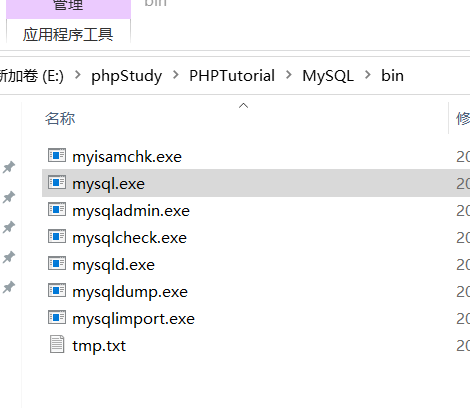 管理
bin
应用程序工具
新加卷 (E:) > phpStudy > PHPTutorial > MySQL > bin
名称
修
myisamchk.exe
20
mysql.exe
20
mysqladmin.exe
20
mysqlcheck.exe
20
mysqld.exe
20
mysqldump.exe
20
mysqlimport.exe
20
tmp.txt
20